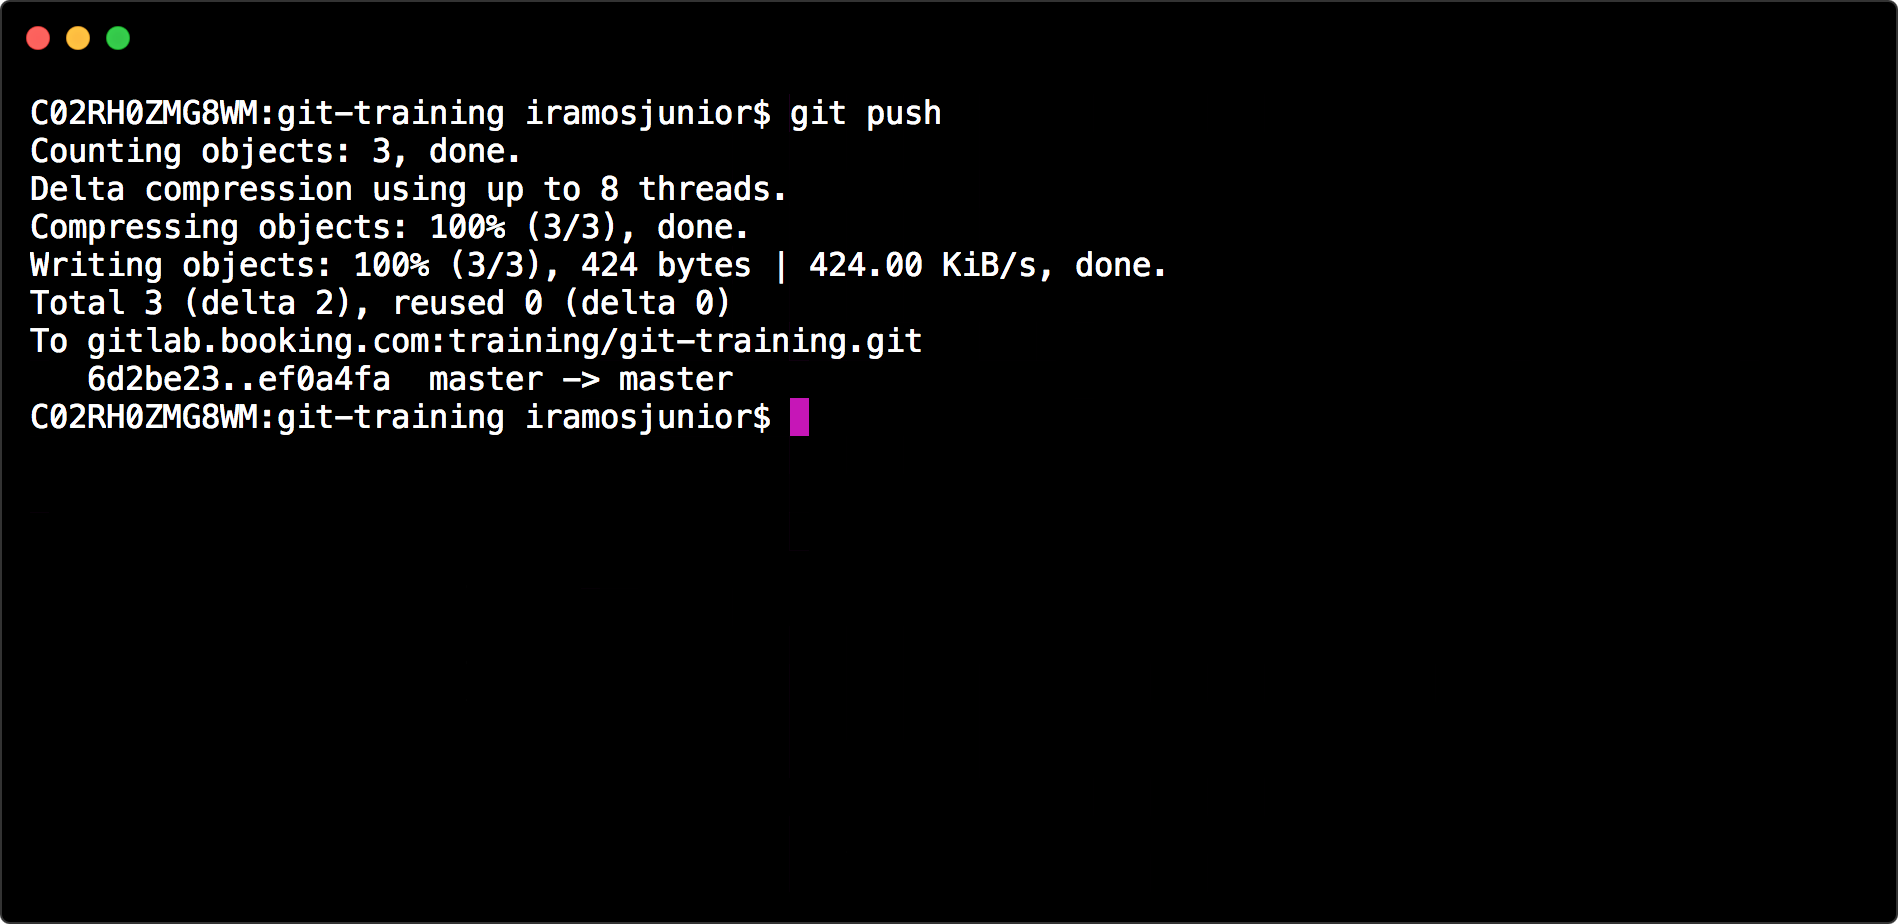 C02RH0ZMG8WM:git-training iramosjunior$ git push
Counting objects: 3, done.
Delta compression using up to 8 threads.
Compressing objects: 100% (3/3), done.
Writing objects: 100% (3/3), 424 bytes | 424.00 KiB/s, done.
Total 3 (delta 2), reused 0 (delta 0)
To gitlab.booking.com:training/git-training.git
   6d2be23..ef0a4fa  master -> master
C02RH0ZMG8WM:git-training iramosjunior$